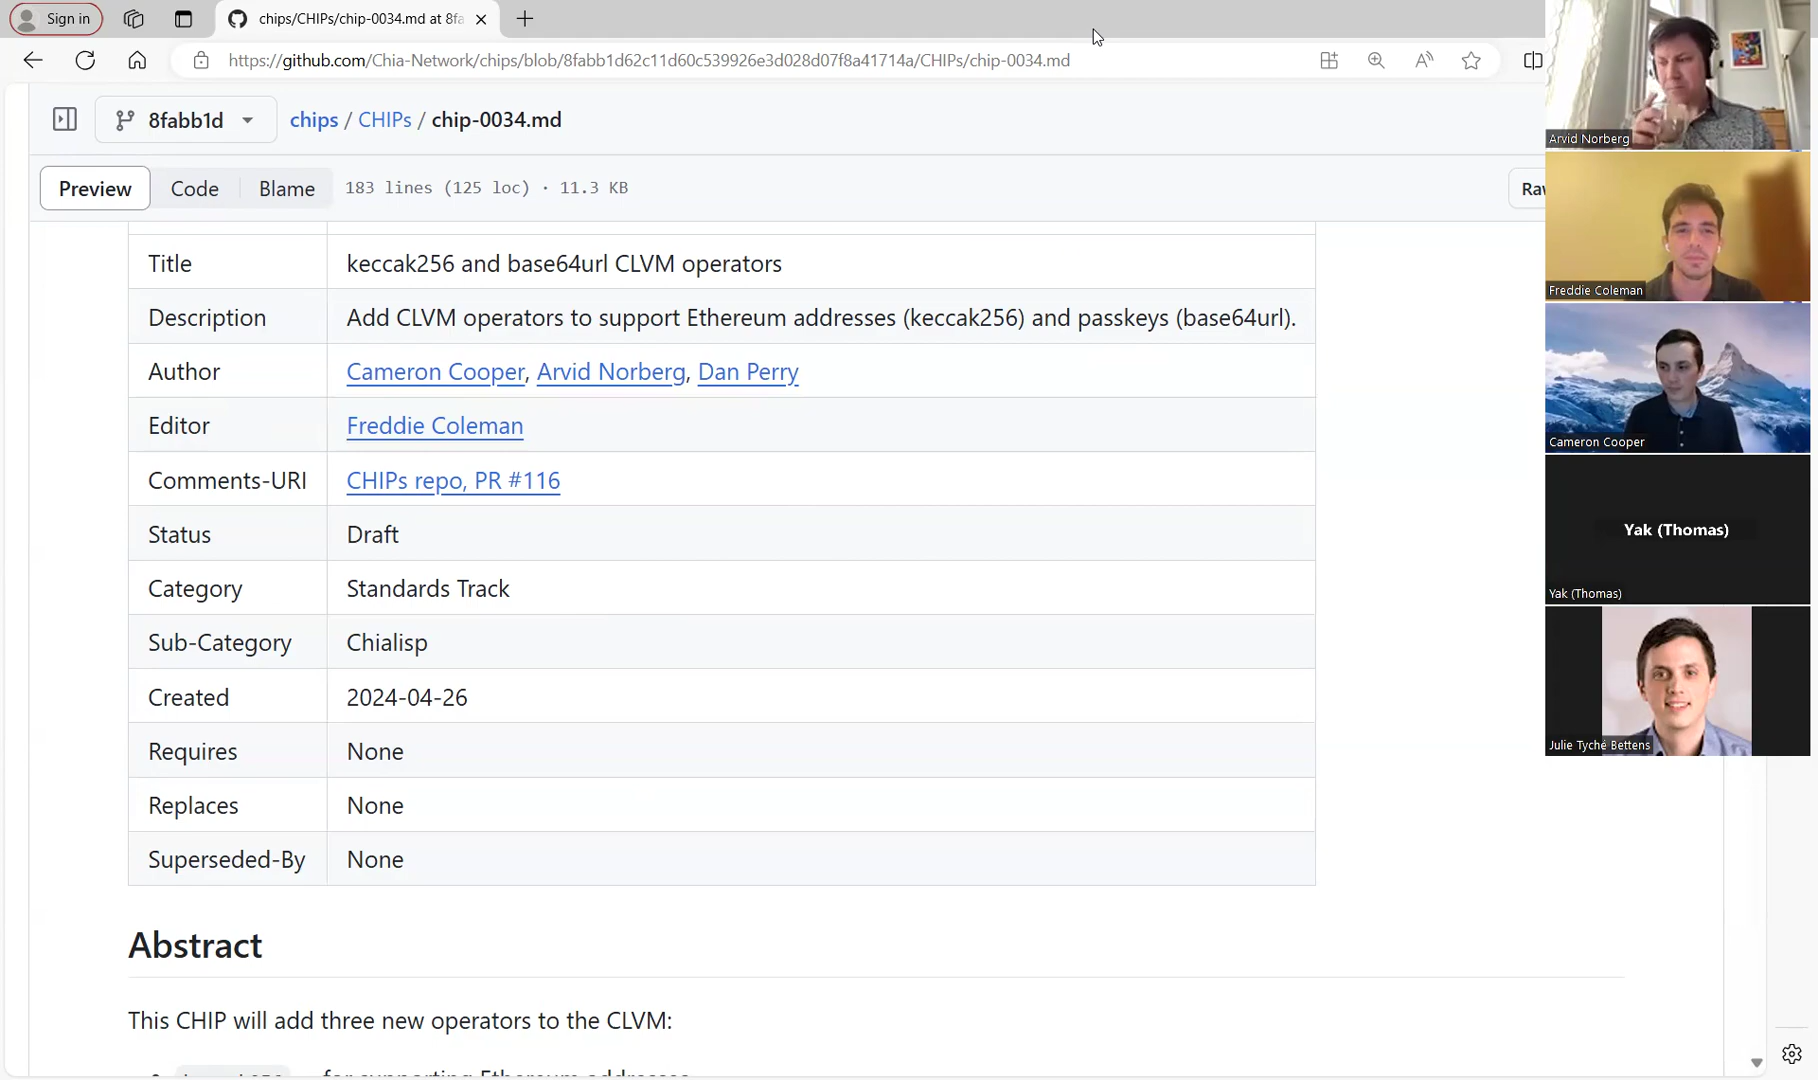 Sign in
chips/CHIPs/chip-0034.md at 8fa
https://github.com/Chia-Network/chips/blob/8fabb1d62c11d60c539926e3d028d07f8a41714a/CHIPs/chip-0034.md
8fabb1d
chips / CHIPs / chip-0034.md
Preview Code Blame 183 lines (125 loc) · 11.3 KB
Raw
Title keccak256 and base64url CLVM operators
Description Add CLVM operators to support Ethereum addresses (keccak256) and passkeys (base64url).
Author Cameron Cooper, Arvid Norberg, Dan Perry
Editor Freddie Coleman
Comments-URI CHIPs repo, PR #116
Status Draft
Category Standards Track
Sub-Category Chialisp
Created 2024-04-26
Requires None
Replaces None
Superseded-By None
Abstract
This CHIP will add three new operators to the CLVM:
for supporting Ethereum addresses
Arvid Norberg
Freddie Coleman
Cameron Cooper
Yak (Thomas)
Yak (Thomas)
Julie Tyché Bettens